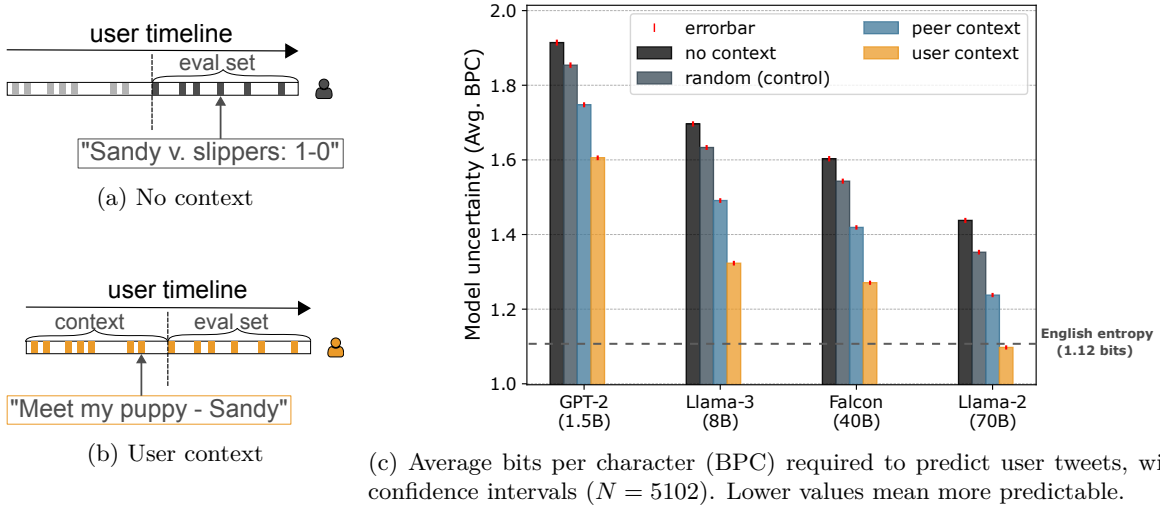 user timeline
eval set
"Sandy v. slippers: 1-0"
(a) No context
user timeline
context
eval set
"Meet my puppy - Sandy"
(b) User context
Model uncertainty (Avg. BPC)
2.0
1.8
1.6
1.4
1.2
1.0
errorbar
no context
random (control)
peer context
user context
English entropy
(1.12 bits)
GPT-2
(1.5B)
Llama-3
(8B)
Falcon
(40B)
Llama-2
(70B)
(c) Average bits per character (BPC) required to predict user tweets, wi
confidence intervals (N = 5102). Lower values mean more predictable.